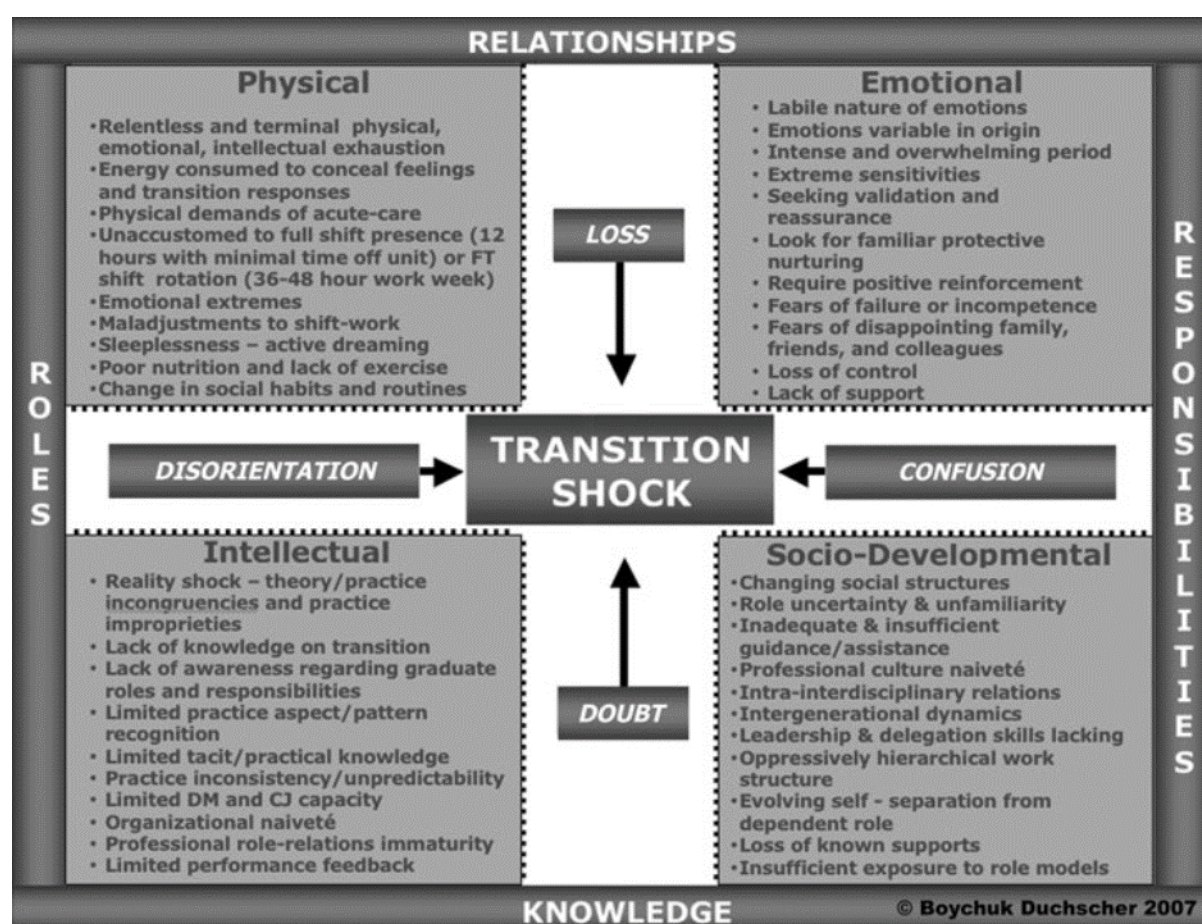 RELATIONSHIPS
Physical
•Relentless and terminal physical,
emotional, intellectual exhaustion
•Energy consumed to conceal feelings
and transition responses
•Physical demands of acute-care
•Unaccustomed to full shift presence (12
hours with minimal time off unit) or FT
shift rotation (36-48 hour work week)
•Emotional extremes
•Maladjustments to shift-work
•Sleeplessness – active dreaming
•Poor nutrition and lack of exercise
•Change in social habits and routines
Emotional
• Labile nature of emotions
• Emotions variable in origin
• Intense and overwhelming period
• Extreme sensitivities
• Seeking validation and
reassurance
• Look for familiar protective
nurturing
• Require positive reinforcement
• Fears of failure or incompetence
• Fears of disappointing family,
friends, and colleagues
• Loss of control
• Lack of support
LOSS
ROLES
RESPONSIBILITIES
DISORIENTATION
TRANSITION
SHOCK
CONFUSION
Intellectual
• Reality shock – theory/practice
incongruencies and practice
improprieties
• Lack of knowledge on transition
• Lack of awareness regarding graduate
roles and responsibilities
• Limited practice aspect/pattern
recognition
• Limited tacit/practical knowledge
• Practice inconsistency/unpredictability
• Limited DM and CJ capacity
• Organizational naiveté
• Professional role-relations immaturity
• Limited performance feedback
DOUBT
Socio-Developmental
•Changing social structures
•Role uncertainty & unfamiliarity
•Inadequate & insufficient
guidance/assistance
•Professional culture naiveté
•Intra-interdisciplinary relations
•Intergenerational dynamics
•Leadership & delegation skills lacking
•Oppressively hierarchical work
structure
•Evolving self - separation from
dependent role
•Loss of known supports
•Insufficient exposure to role models
KNOWLEDGE
© Boychuk Duchscher 2007